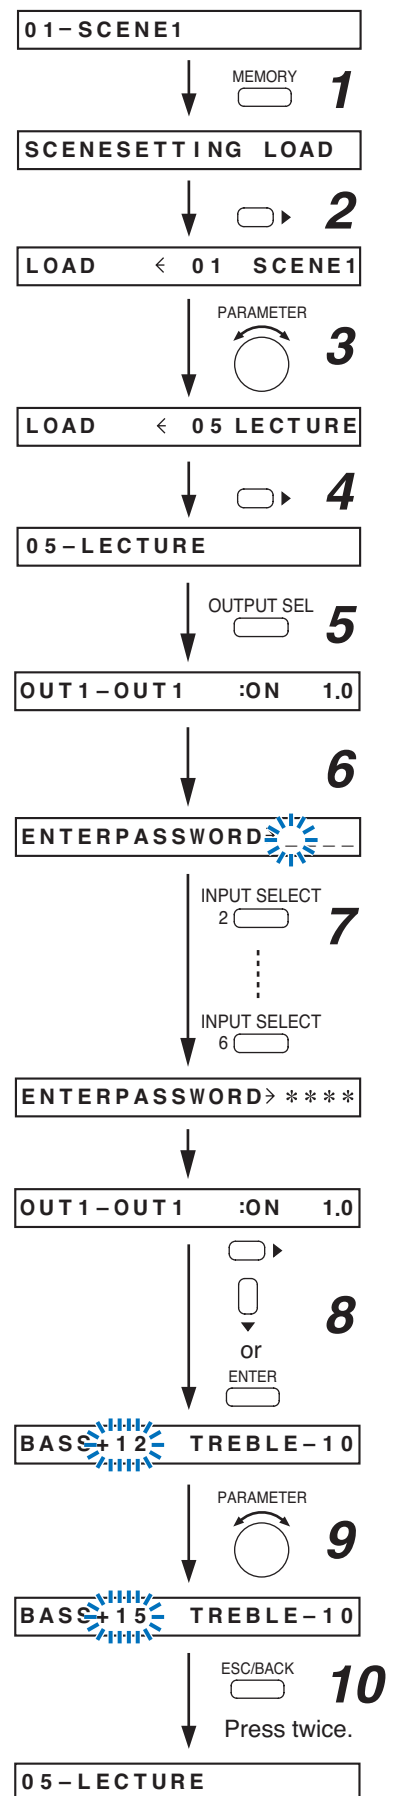 01-SCENE1
MEMORY
1
SCENESETTING LOAD
2
LOAD < 01 SCENE1
PARAMETER
3
LOAD < 05 LECTURE
4
05-LECTURE
OUTPUT SEL
5
OUT1-OUT1 :ON 1.0
6
ENTERPASSWORD> _ _ _ _
INPUT SELECT
2
7
INPUT SELECT
6
ENTERPASSWORD> ****
OUT1-OUT1 :ON 1.0
8
or
ENTER
BASS+12 TREBLE-10
PARAMETER
9
BASS+15 TREBLE-10
ESC/BACK
10
Press twice.
05-LECTURE